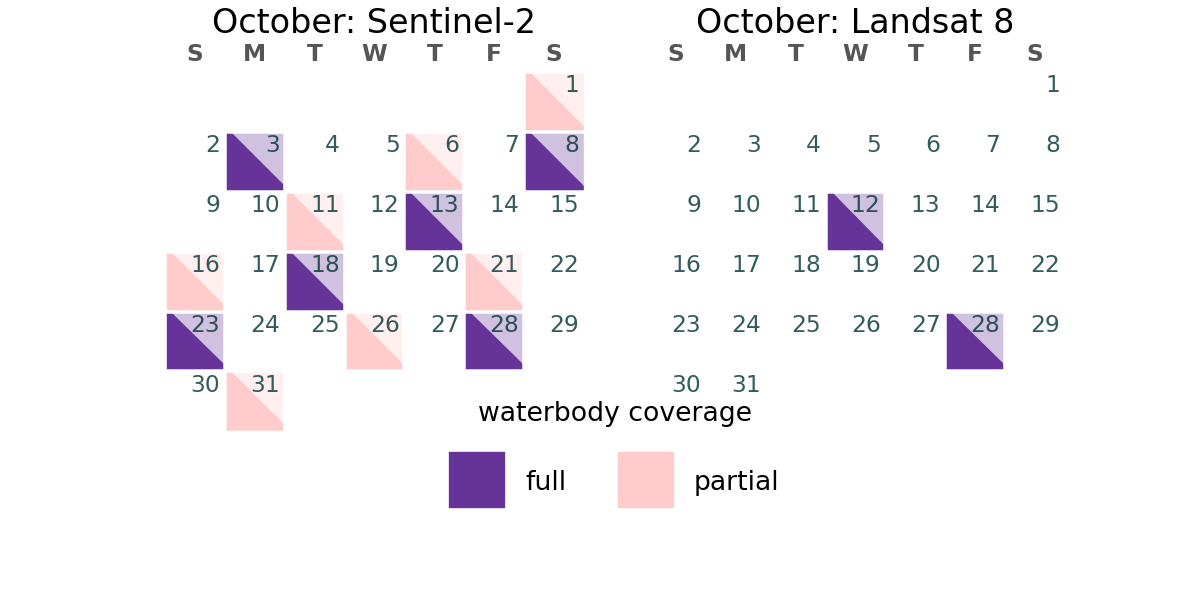 October: Sentinel-2
S M T W T F S
1
2 3 4 5 6 7 8
9 10 11 12 13 14 15
16 17 18 19 20 21 22
23 24 25 26 27 28 29
30 31
October: Landsat 8
S M T W T F S
1
2 3 4 5 6 7 8
9 10 11 12 13 14 15
16 17 18 19 20 21 22
23 24 25 26 27 28 29
30 31
waterbody coverage
full partial